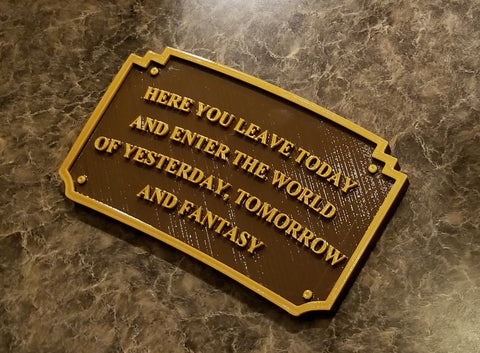 HERE YOU LEAVE TODAY
AND ENTER THE WORLD
OF YESTERDAY, TOMORROW
AND FANTASY